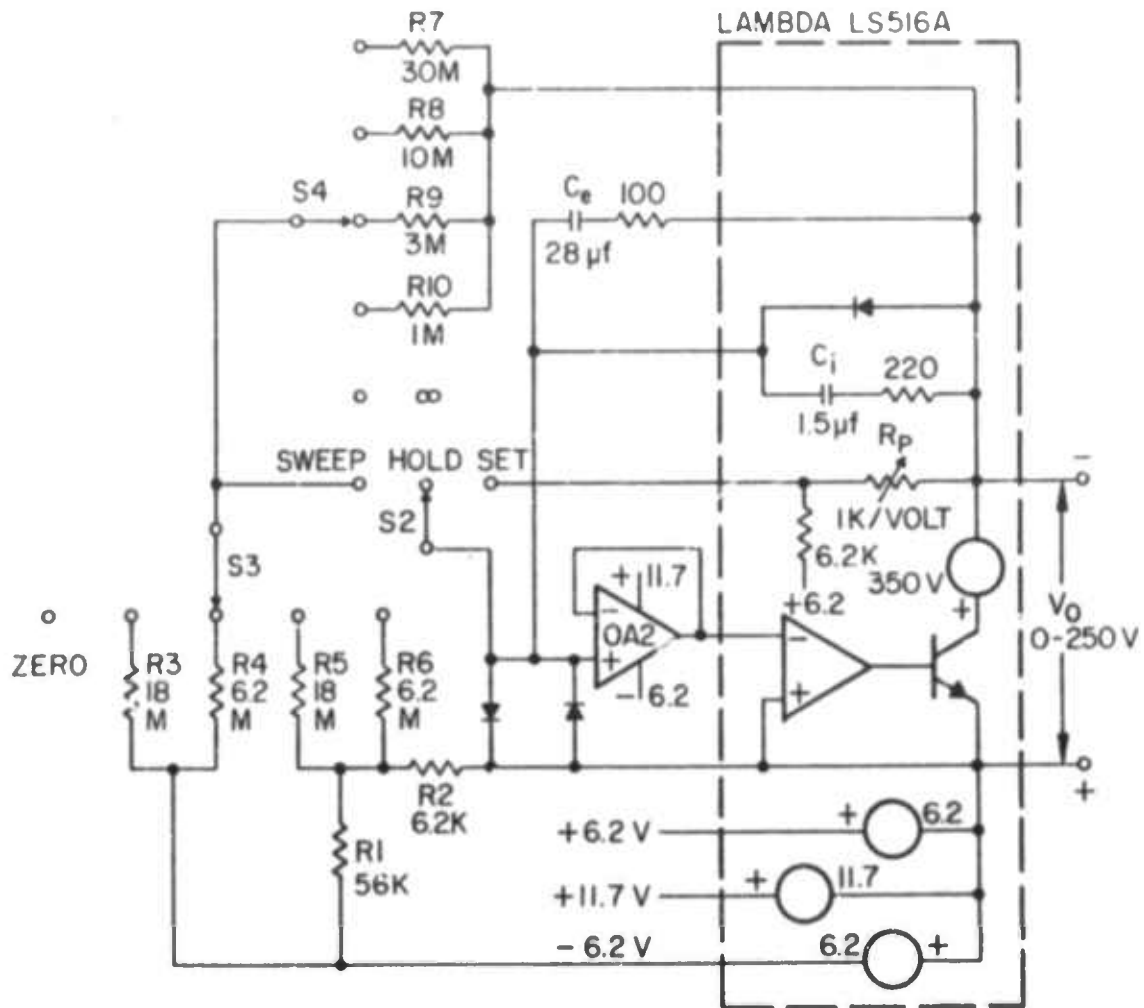 LAMBDA LS516A
R7
30M
R8
10M
S4
R9
3M
R10
1M
∞
Ce
100
28 µf
Ci
220
1.5µf
SWEEP HOLD SET
S2
RP
1K/VOLT
6.2K
+6.2
350 V
+
-
V0
0-250 V
+
S3
ZERO
R3
18
M
R4
6.2
M
R5
18
M
R6
6.2
M
+ 11.7
-
OA2
+
- 6.2
-
+
R2
6.2K
R1
56K
+6.2 V
+ 6.2
+11.7 V
+ 11.7
- 6.2 V
6.2 +